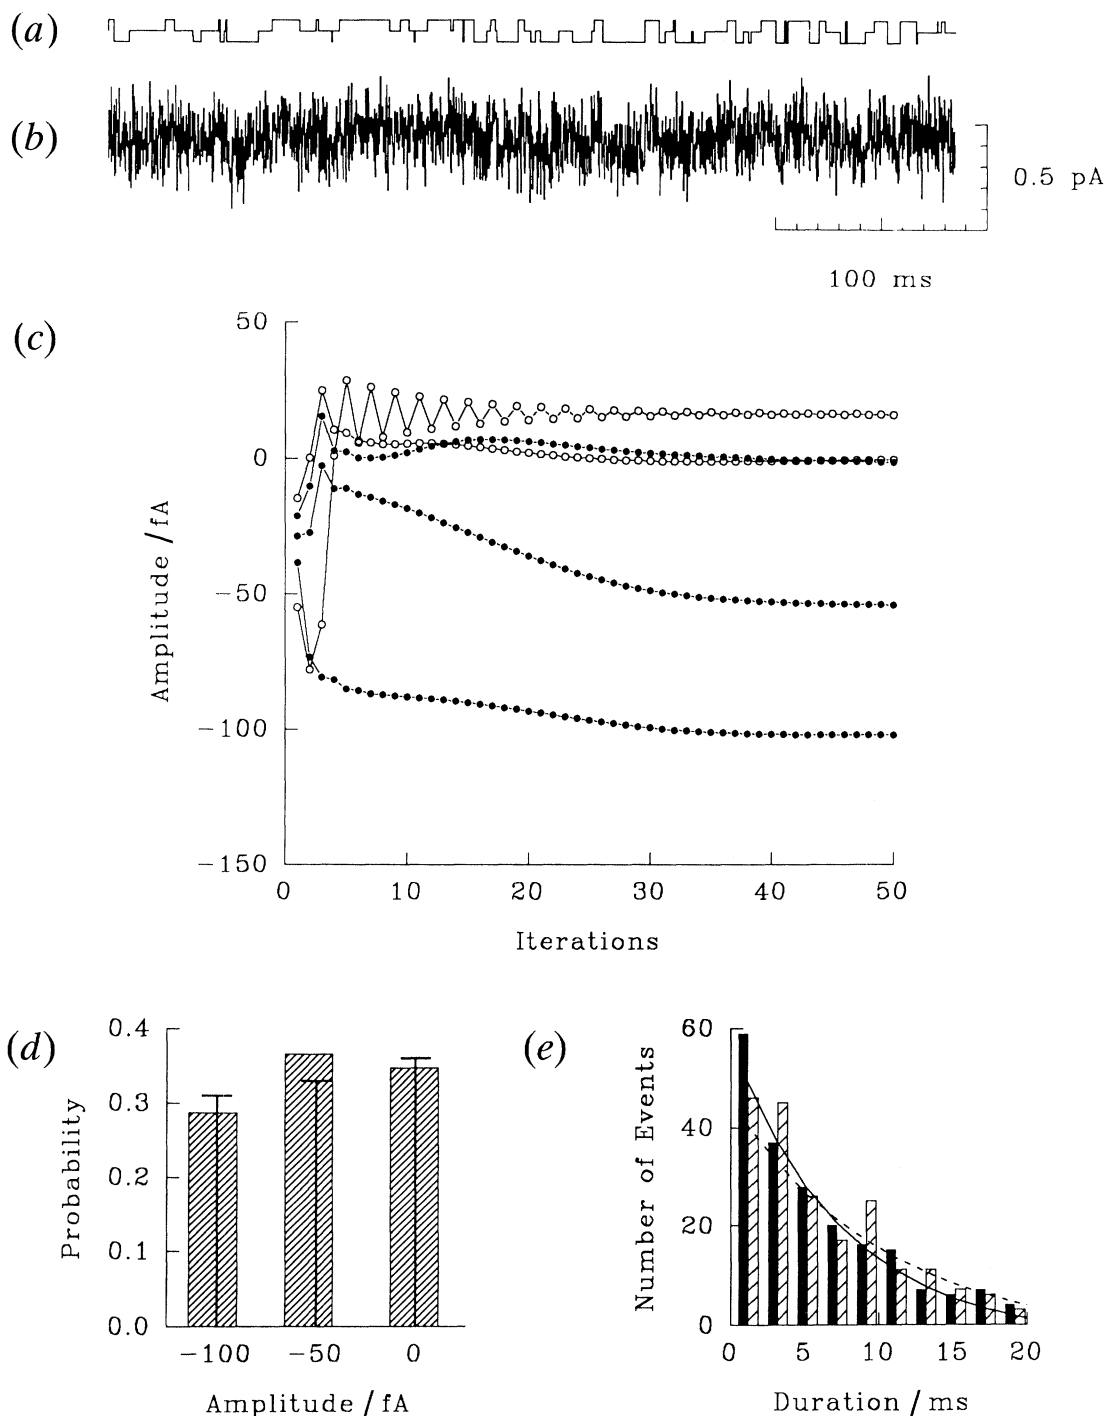 (a)
(b)
0.5 pA
100 ms
(c)
50
0
−50
−100
−150
Amplitude / fA
0 10 20 30 40 50
Iterations
(d)
0.4
0.3
0.2
0.1
0.0
Probability
−100 −50 0
Amplitude / fA
(e)
60
40
20
0
Number of Events
0 5 10 15 20
Duration / ms